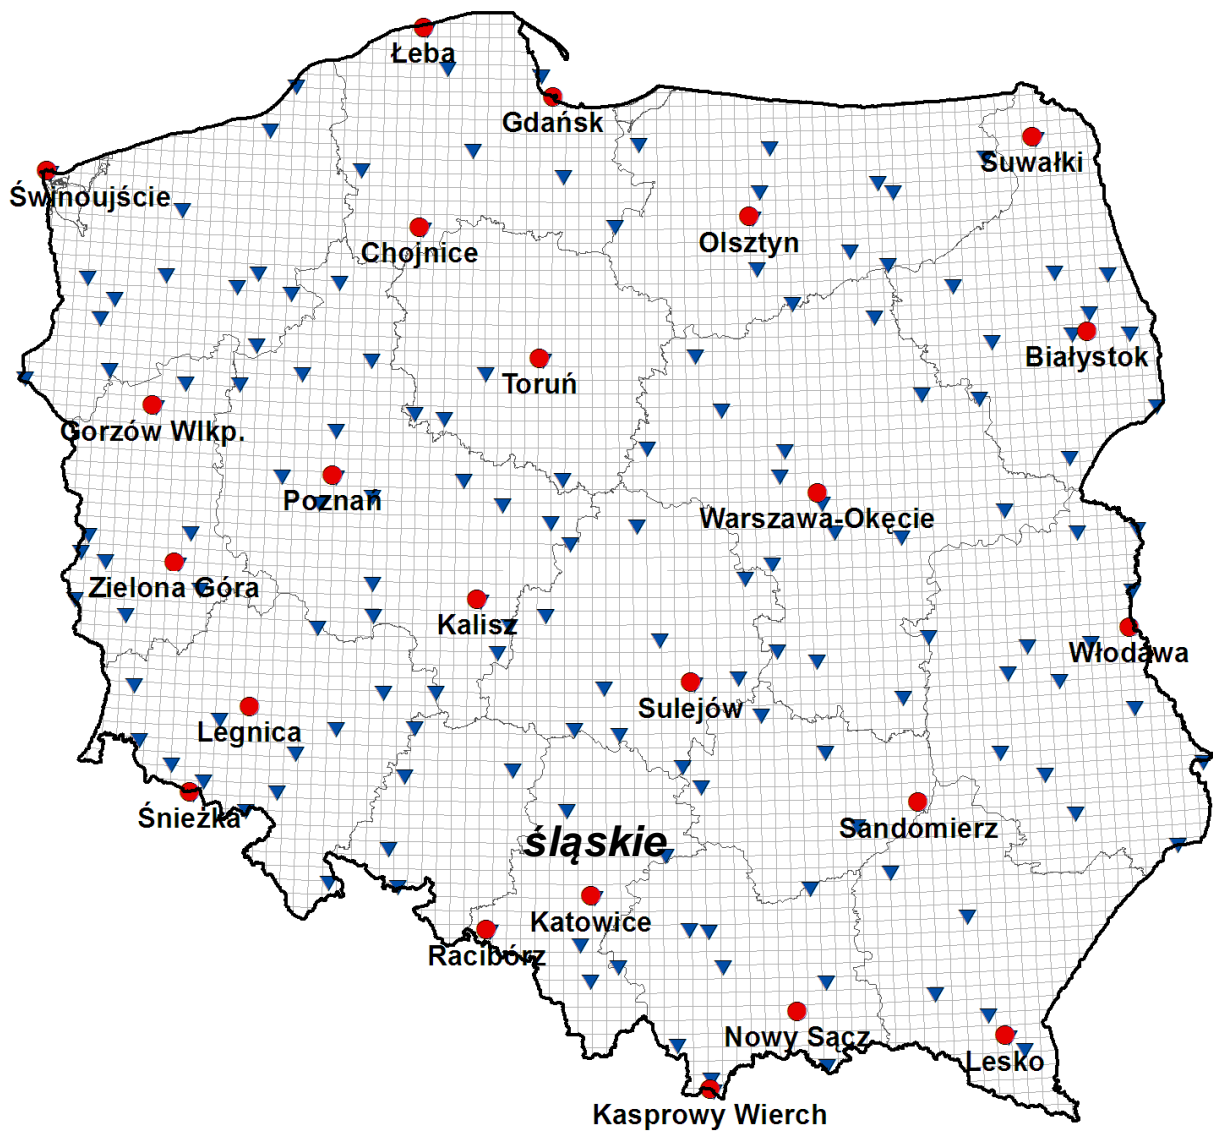 Łeba
Gdańsk
Suwałki
Świnoujście
Chojnice
Olsztyn
Białystok
Toruń
Gorzów Wlkp.
Poznań
Warszawa-Okęcie
Zielona Góra
Kalisz
Włodawa
Sulejów
Legnica
Śnieżka
Sandomierz
śląskie
Katowice
Racibórz
Nowy Sącz
Lesko
Kasprowy Wierch